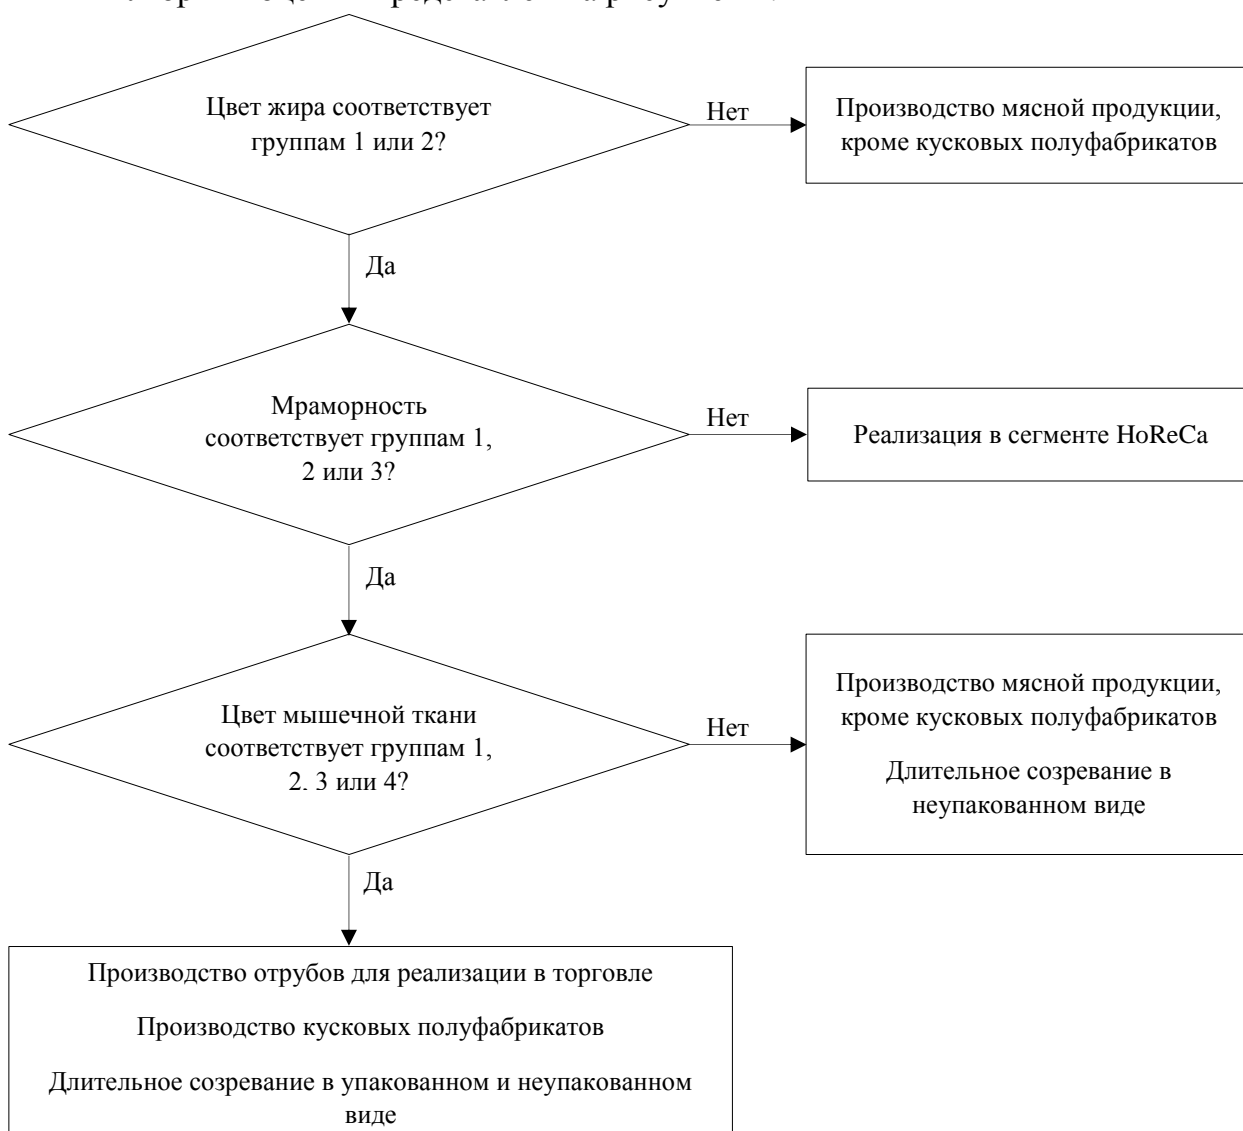 Цвет жира соответствует
группам 1 или 2?
Нет
Производство мясной продукции,
кроме кусковых полуфабрикатов
Да
Мраморность
соответствует группам 1,
2 или 3?
Нет
Реализация в сегменте HoReCa
Да
Цвет мышечной ткани
соответствует группам 1,
2, 3 или 4?
Нет
Производство мясной продукции,
кроме кусковых полуфабрикатов
Длительное созревание в
неупакованном виде
Да
Производство отрубов для реализации в торговле
Производство кусковых полуфабрикатов
Длительное созревание в упакованном и неупакованном
виде